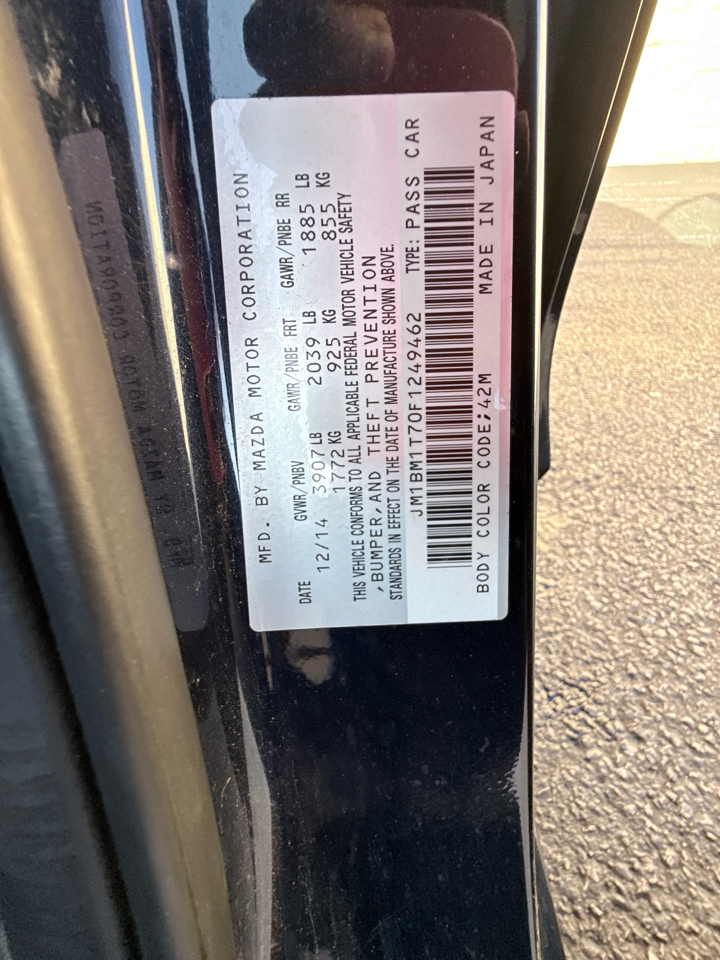 MFD. BY MAZDA MOTOR CORPORATION
DATE GVWR/PNBV GAWR/PNBE FRT GAWR/PNBE RR
12/14 3907LB 2039 LB 1885 LB
1772KG 925 KG 855 KG
THIS VEHICLE CONFORMS TO ALL APPLICABLE FEDERAL MOTOR VEHICLE SAFETY
,BUMPER,AND THEFT PREVENTION
STANDARDS IN EFFECT ON THE DATE OF MANUFACTURE SHOWN ABOVE.
JM1BM1T70F1249462 TYPE: PASS CAR
BODY COLOR CODE;42M MADE IN JAPAN